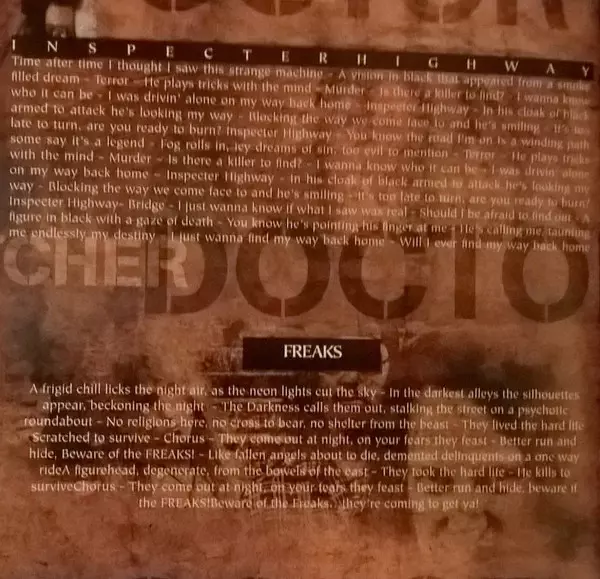 DOCTOR
INSPECTERHIGHWAY
Time after time I thought I saw this strange machine - A vision in black that appeared from a smoke
filled dream - Terror - He plays tricks with the mind - Murder - Is there a killer to find? - I wanna know
who it can be - I was drivin' alone on my way back home - Inspecter Highway - In his cloak of black
armed to attack he's looking my way - Blocking the way we come face to and he's smiling - It's too
late to turn, are you ready to burn? Inspecter Highway - You know the road I'm on is a winding path
some say it's a legend - Fog rolls in, icy dreams of sin, too evil to mention - Terror - He plays tricks
with the mind - Murder - Is there a killer to find? - I wanna know who it can be - I was drivin' alone
on my way back home - Inspecter Highway - In his cloak of black armed to attack he's looking my
way - Blocking the way we come face to and he's smiling - it's too late to turn, are you ready to burn?
Inspecter Highway- Bridge - I just wanna know if what I saw was real - Should I be afraid to find out - A
figure in black with a gaze of death - You know he's pointing his finger at me - He's calling me, taunting
me endlessly my destiny - I just wanna find my way back home - Will I ever find my way back home
CHER DOCTO
FREAKS
A frigid chill licks the night air, as the neon lights cut the sky - In the darkest alleys the silhouettes
appear, beckoning the night - The Darkness calls them out, stalking the street on a psychotic
roundabout - No religions here, no cross to bear, no shelter from the beast - They lived the hard life
Scratched to survive - Chorus - They come out at night, on your fears they feast - Better run and
hide, Beware of the FREAKS! - Like fallen angels about to die, demented delinquents on a one way
rideA figurehead, degenerate, from the bowels of the east - They took the hard life - He kills to
surviveChorus - They come out at night, on your fears they feast - Better run and hide, beware if
the FREAKS!Beware of the Freaks... they're coming to get ya!